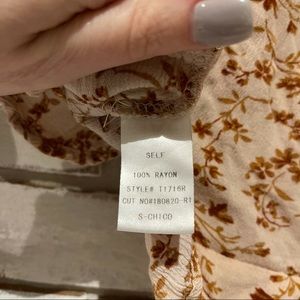 SELF
100% RAYON
STYLE# T1716R
CUT NO#180820-R1
S-CHICO